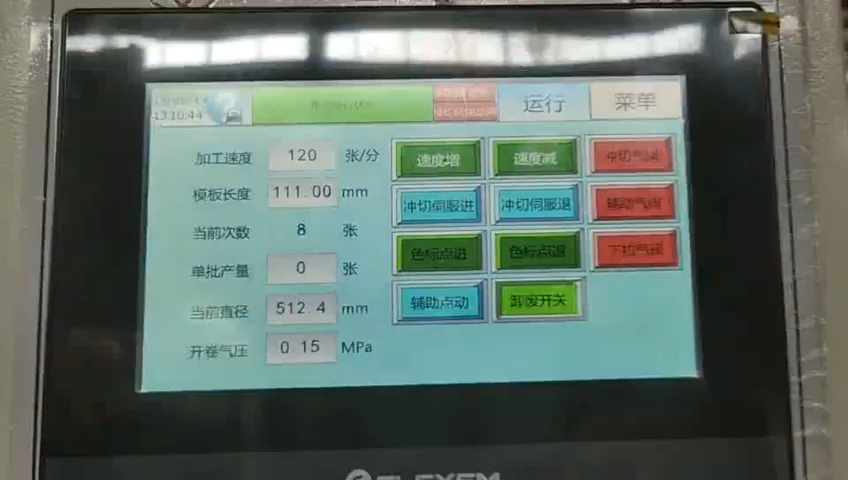 13:10:44
运行
菜单
加工速度 120 张/分
速度增 速度减 冲切气阀
模板长度 111.00 mm
冲切伺服进 冲切伺服退 辅助气阀
当前次数 8 张
色标点进 色标点退 下拉气阀
单批产量 0 张
辅助点动 卸废开关
当前直径 512.4 mm
开卷气压 0.15 MPa
FLEXEM